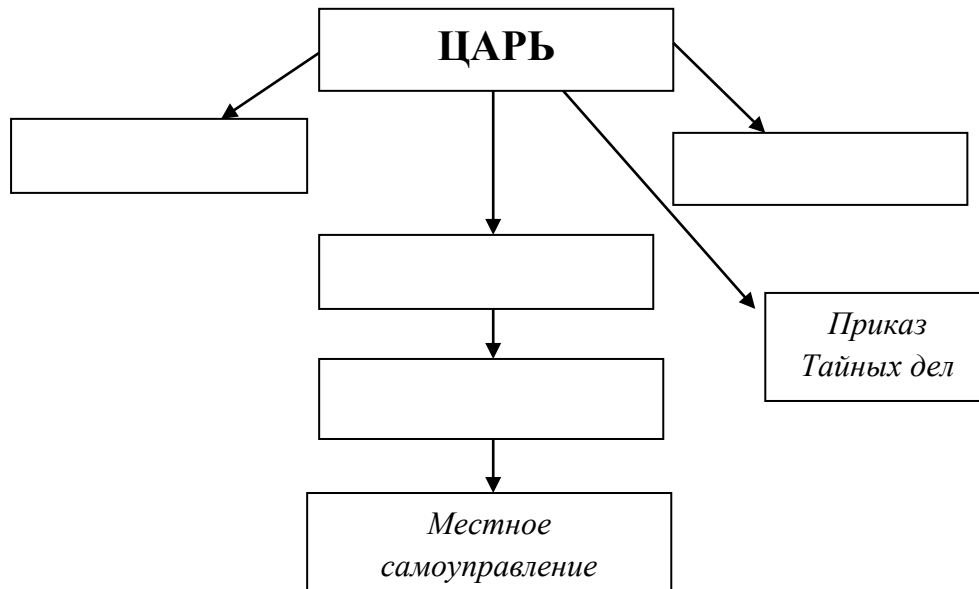 ЦАРЬ
Приказ
Тайных дел
Местное
самоуправление